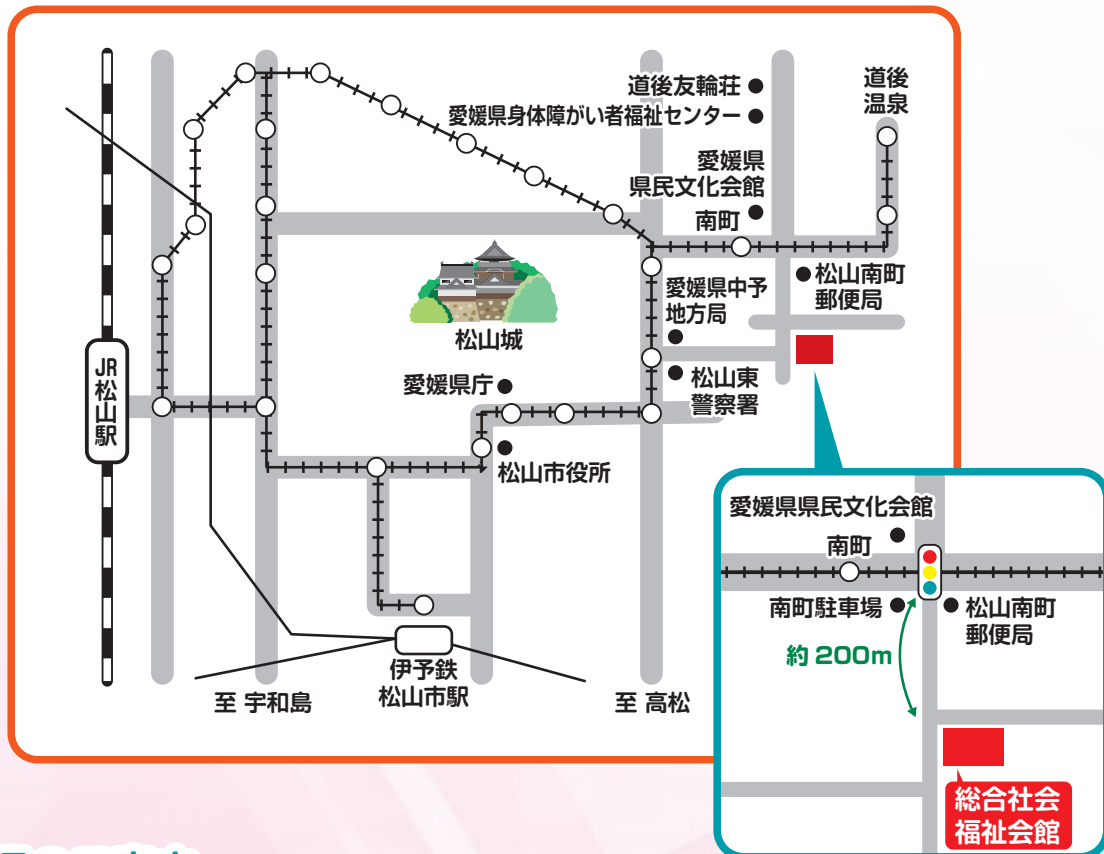 道後友輪荘
愛媛県身体障がい者福祉センター
愛媛県
県民文化会館
南町
道後
温泉
松山南町
郵便局
愛媛県中予
地方局
松山城
愛媛県庁
松山東
警察署
JR松山駅
松山市役所
伊予鉄
松山市駅
至 宇和島
至 高松
愛媛県県民文化会館
南町
南町駐車場
松山南町
郵便局
約200m
総合社会
福祉会館